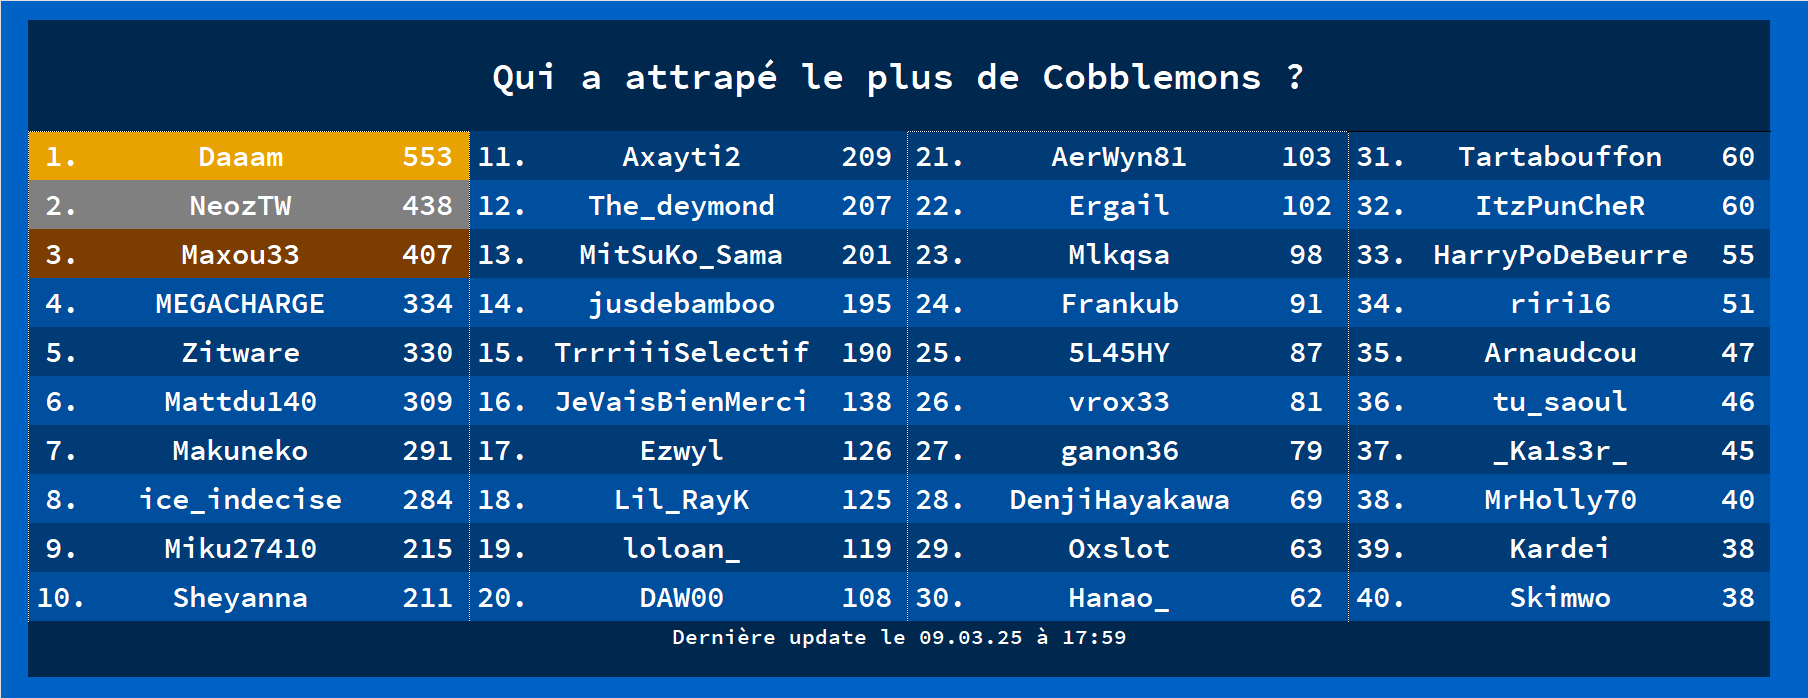 Qui a attrapé le plus de Cobblemons ?
1. Daaam 553
2. NeozTW 438
3. Maxou33 407
4. MEGACHARGE 334
5. Zitware 330
6. Mattdu140 309
7. Makuneko 291
8. ice_indecise 284
9. Miku27410 215
10. Sheyanna 211
11. Axayti2 209
12. The_deymond 207
13. MitSuKo_Sama 201
14. jusdebamboo 195
15. TrrriiiSelectif 190
16. JeVaisBienMerci 138
17. Ezwyl 126
18. Lil_RayK 125
19. loloan_ 119
20. DAW00 108
21. AerWyn81 103
22. Ergail 102
23. Mlkqsa 98
24. Frankub 91
25. 5L45HY 87
26. vrox33 81
27. ganon36 79
28. DenjiHayakawa 69
29. Oxslot 63
30. Hanao_ 62
31. Tartabouffon 60
32. ItzPunCheR 60
33. HarryPoDeBeurre 55
34. riri16 51
35. Arnaudcou 47
36. tu_saoul 46
37. _Ka1s3r_ 45
38. MrHolly70 40
39. Kardei 38
40. Skimwo 38
Dernière update le 09.03.25 à 17:59